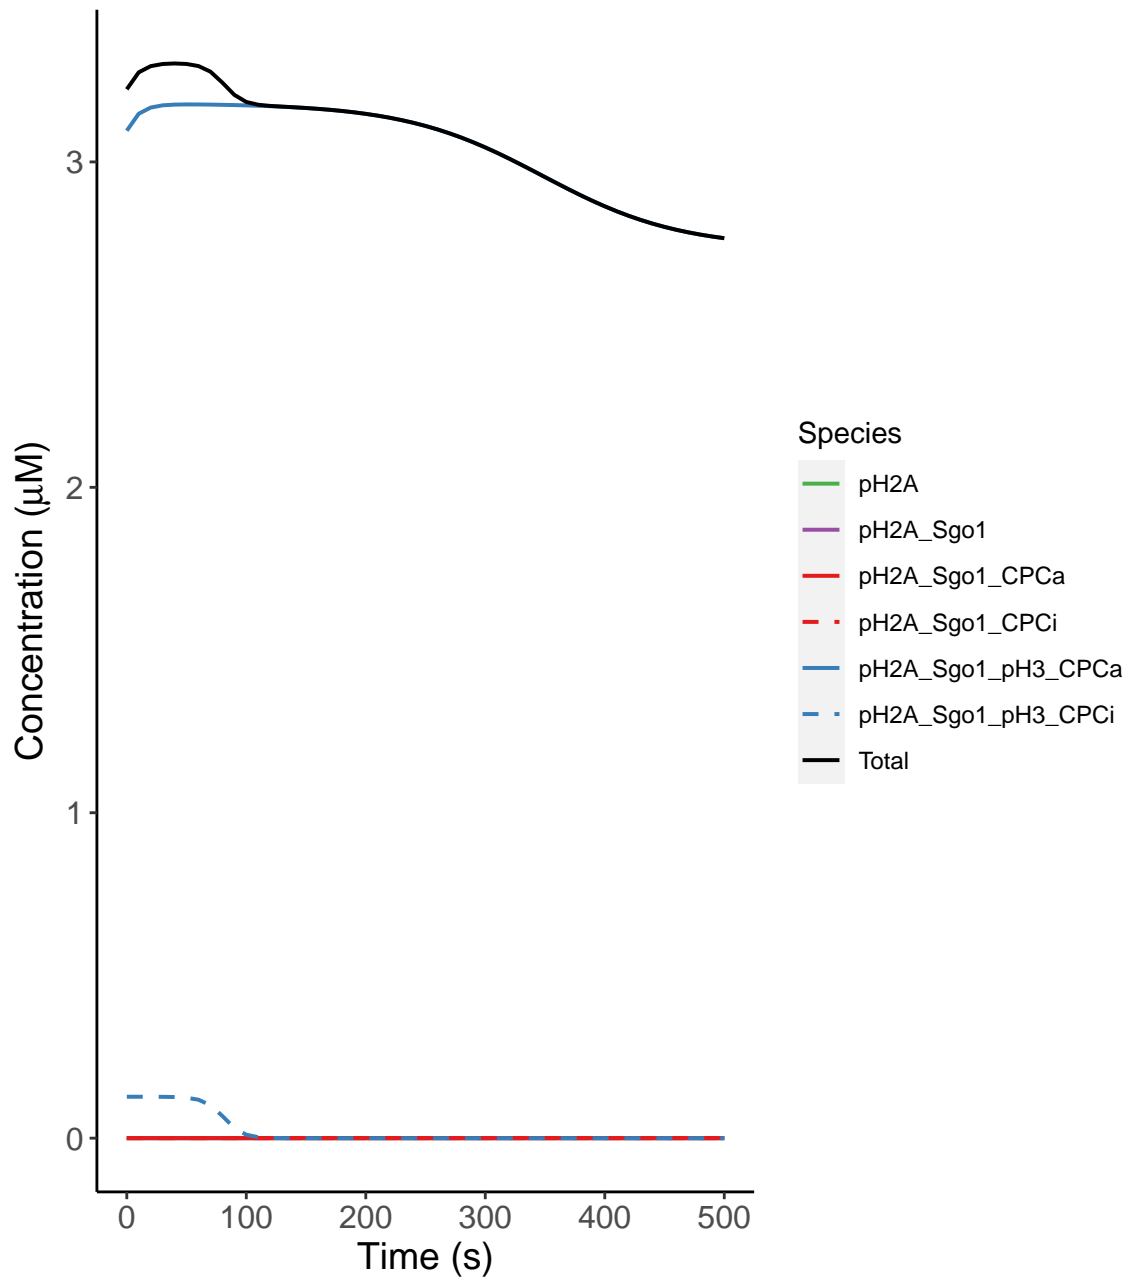 Concentration (μM)
3
2
1
0
0 100 200 300 400 500
Time (s)
Species
pH2A
pH2A_Sgo1
pH2A_Sgo1_CPCa
pH2A_Sgo1_CPCi
pH2A_Sgo1_pH3_CPCa
pH2A_Sgo1_pH3_CPCi
Total